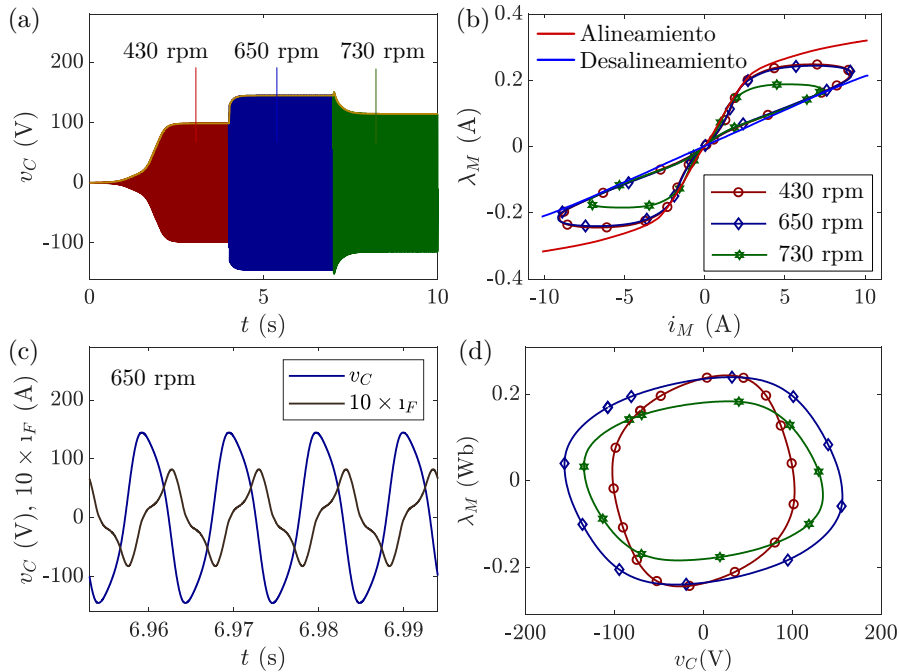 (a)
430 rpm 650 rpm 730 rpm
200
100
0
-100
v_C (V)
0 5 10
t (s)
(b)
Alineamiento
Desalineamiento
0.4
0.2
0
-0.2
-0.4
λ_M (A)
430 rpm
650 rpm
730 rpm
-10 -5 0 5 10
i_M (A)
(c)
650 rpm
v_C
10 × ı_F
200
100
0
-100
v_C (V), 10 × ı_F (A)
6.96 6.97 6.98 6.99
t (s)
(d)
0.2
0
-0.2
λ_M (Wb)
-200 -100 0 100 200
v_C(V)